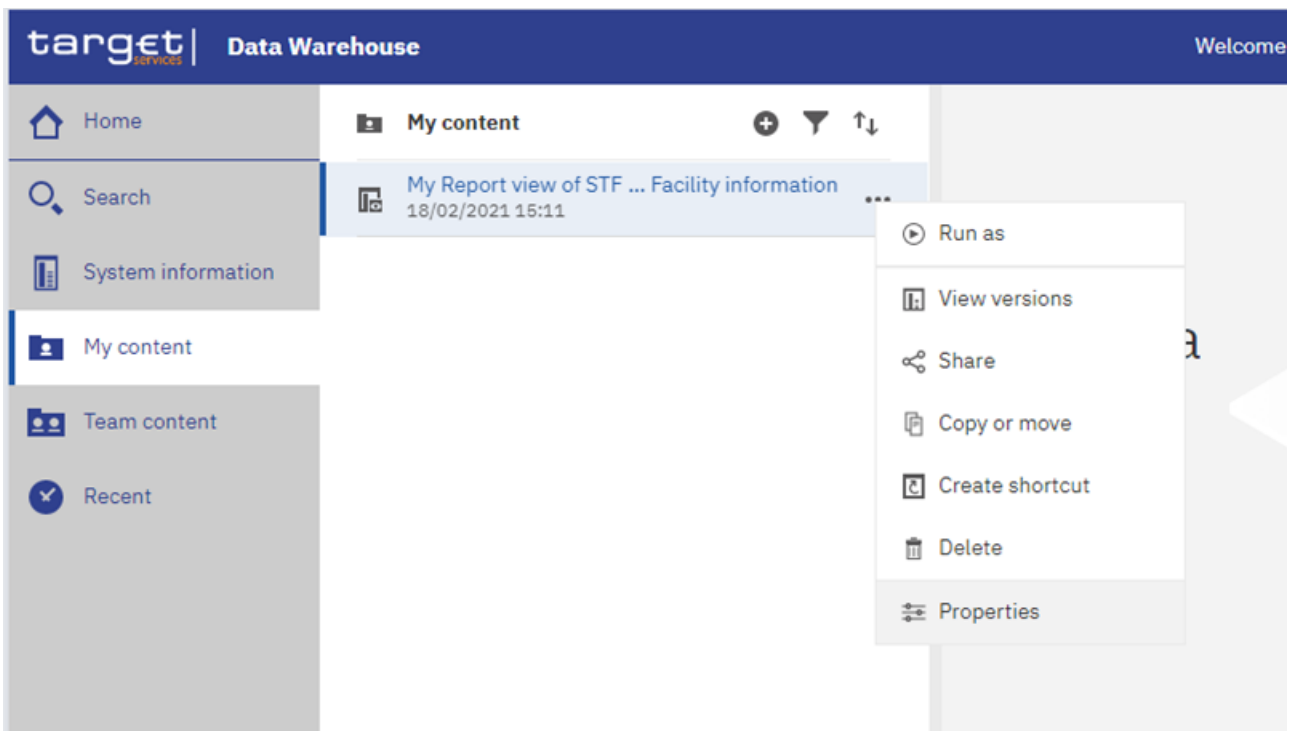 target services Data Warehouse Welcome
Home
Search
System information
My content
Team content
Recent
My content
My Report view of STF ... Facility information
18/02/2021 15:11
...
Run as
View versions
Share
Copy or move
Create shortcut
Delete
Properties
a